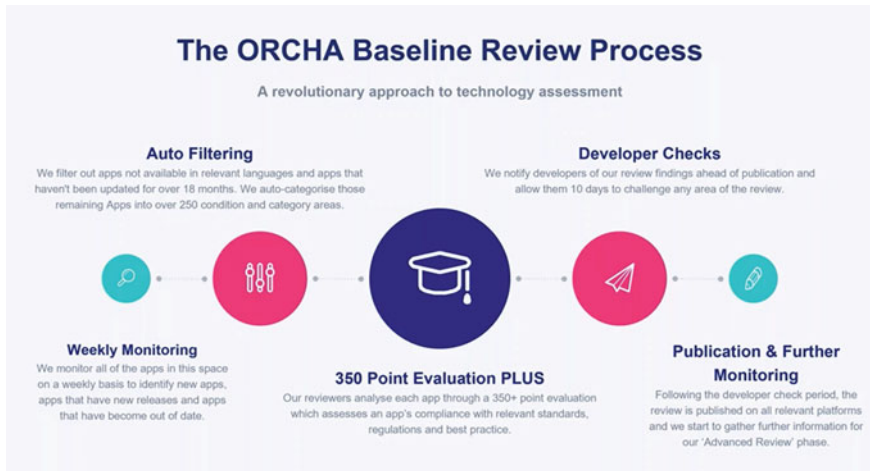 The ORCHA Baseline Review Process
A revolutionary approach to technology assessment
Auto Filtering
We filter out apps not available in relevant languages and apps that
haven't been updated for over 18 months. We auto-categorise those
remaining Apps into over 250 condition and category areas.
Developer Checks
We notify developers of our review findings ahead of publication and
allow them 10 days to challenge any area of the review.
Weekly Monitoring
We monitor all of the apps in this space
on a weekly basis to identify new apps,
apps that have new releases and apps
that have become out of date.
350 Point Evaluation PLUS
Our reviewers analyse each app through a 350+ point evaluation
which assesses an app's compliance with relevant standards,
regulations and best practice.
Publication & Further
Monitoring
Following the developer check period, the
review is published on all relevant platforms
and we start to gather further information for
our 'Advanced Review' phase.